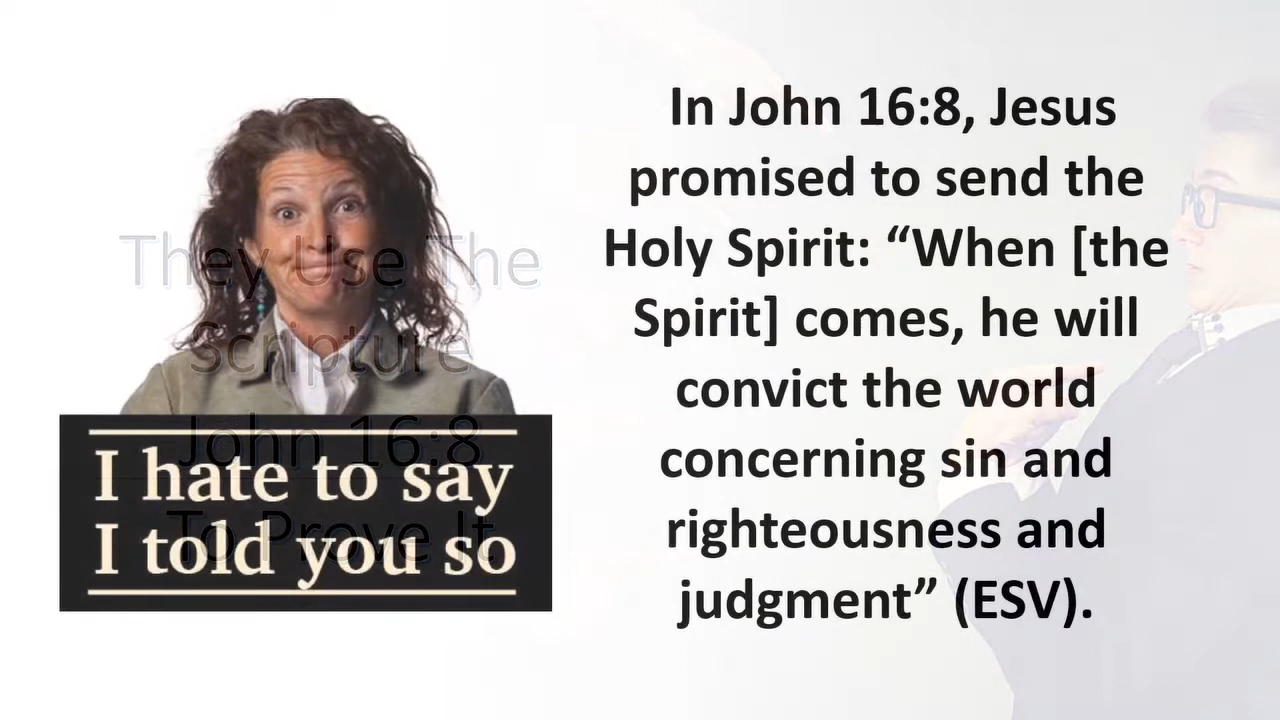 They Use The
Scripture
John 16:8
To Prove It
I hate to say
I told you so
In John 16:8, Jesus
promised to send the
Holy Spirit: “When [the
Spirit] comes, he will
convict the world
concerning sin and
righteousness and
judgment” (ESV).